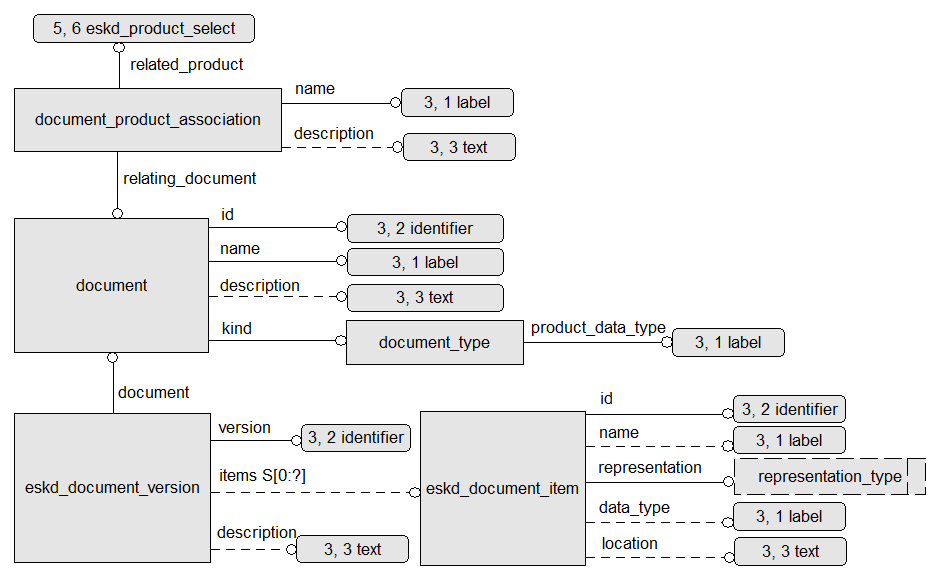 5, 6 eskd_product_select
related_product
document_product_association
name
3, 1 label
description
3, 3 text
relating_document
document
id
3, 2 identifier
name
3, 1 label
description
3, 3 text
kind
document_type
product_data_type
3, 1 label
document
eskd_document_version
version
3, 2 identifier
items S[0:?]
description
3, 3 text
eskd_document_item
id
3, 2 identifier
name
3, 1 label
representation
representation_type
data_type
3, 1 label
location
3, 3 text